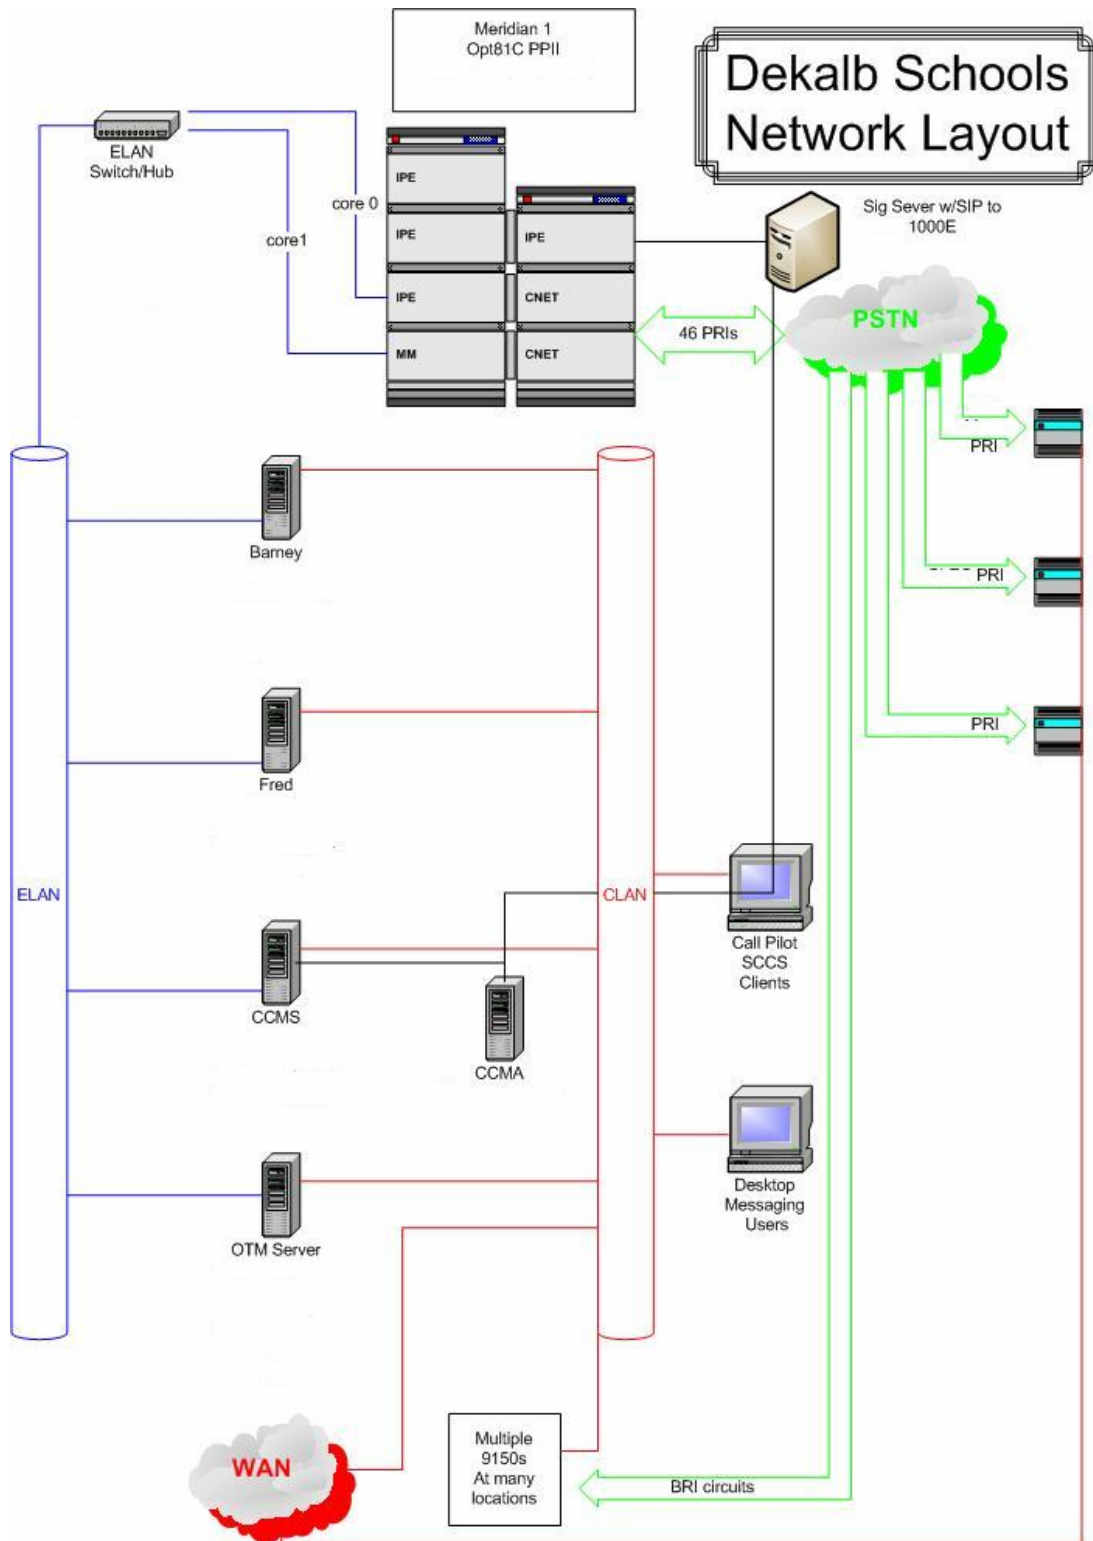 Meridian 1
Opt81C PPII
Dekalb Schools
Network Layout
ELAN
Switch/Hub
core 0
core1
IPE
IPE
IPE
MM
IPE
CNET
CNET
Sig Sever w/SIP to
1000E
46 PRIs
PSTN
PRI
PRI
PRI
Barney
Fred
ELAN
CLAN
CCMS
CCMA
Call Pilot
SCCS
Clients
OTM Server
Desktop
Messaging
Users
WAN
Multiple
9150s
At many
locations
BRI circuits